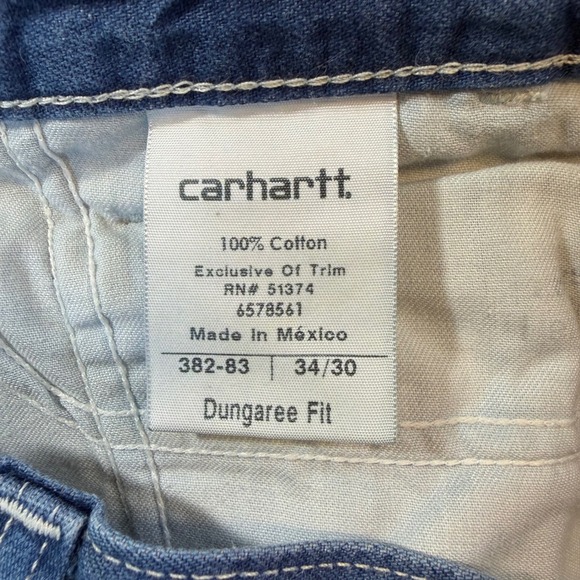 carhartt.
100% Cotton
Exclusive Of Trim
RN# 51374
6578561
Made In México
382-83 | 34/30
Dungaree Fit